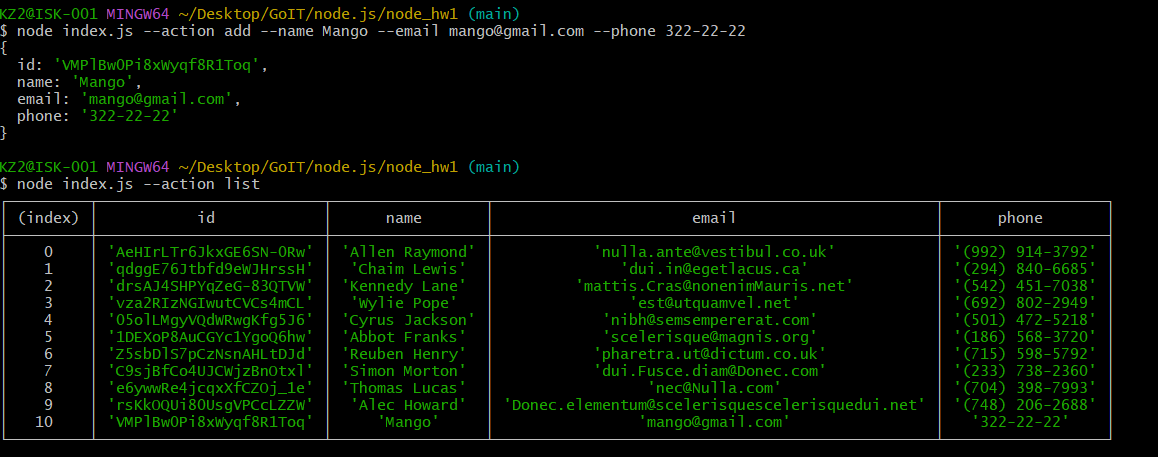 KZ2@ISK-001 MINGW64 ~/Desktop/GoIT/node.js/node_hw1 (main)
$ node index.js --action add --name Mango --email mango@gmail.com --phone 322-22-22
{
  id: 'VMPlBw0Pi8xWyqf8R1Toq',
  name: 'Mango',
  email: 'mango@gmail.com',
  phone: '322-22-22'
}
KZ2@ISK-001 MINGW64 ~/Desktop/GoIT/node.js/node_hw1 (main)
$ node index.js --action list
(index) id name email phone
0 'AeHIrLTr6JkxGE6SN-0Rw' 'Allen Raymond' 'nulla.ante@vestibul.co.uk' '(992) 914-3792'
1 'qdggE76Jtbfd9eWJHrssH' 'Chaim Lewis' 'dui.in@egetlacus.ca' '(294) 840-6685'
2 'drsAJ4SHPYqZeG-83QTVW' 'Kennedy Lane' 'mattis.Cras@nonenimMauris.net' '(542) 451-7038'
3 'vza2RIzNGIwutCVCs4mCL' 'Wylie Pope' 'est@utquamvel.net' '(692) 802-2949'
4 '05olLMgyVQdWRwgKfg5J6' 'Cyrus Jackson' 'nibh@semsempererat.com' '(501) 472-5218'
5 '1DEXoP8AuCGYc1YgoQ6hw' 'Abbot Franks' 'scelerisque@magnis.org' '(186) 568-3720'
6 'Z5sbDlS7pCzNsnAHLtDJd' 'Reuben Henry' 'pharetra.ut@dictum.co.uk' '(715) 598-5792'
7 'C9sjBfCo4UJCWjzBnOtxl' 'Simon Morton' 'dui.Fusce.diam@Donec.com' '(233) 738-2360'
8 'e6ywwRe4jcqxXfCZOj_1e' 'Thomas Lucas' 'nec@Nulla.com' '(704) 398-7993'
9 'rsKkOQUi80UsgVPCcLZZW' 'Alec Howard' 'Donec.elementum@scelerisquescelerisquedui.net' '(748) 206-2688'
10 'VMPlBw0Pi8xWyqf8R1Toq' 'Mango' 'mango@gmail.com' '322-22-22'